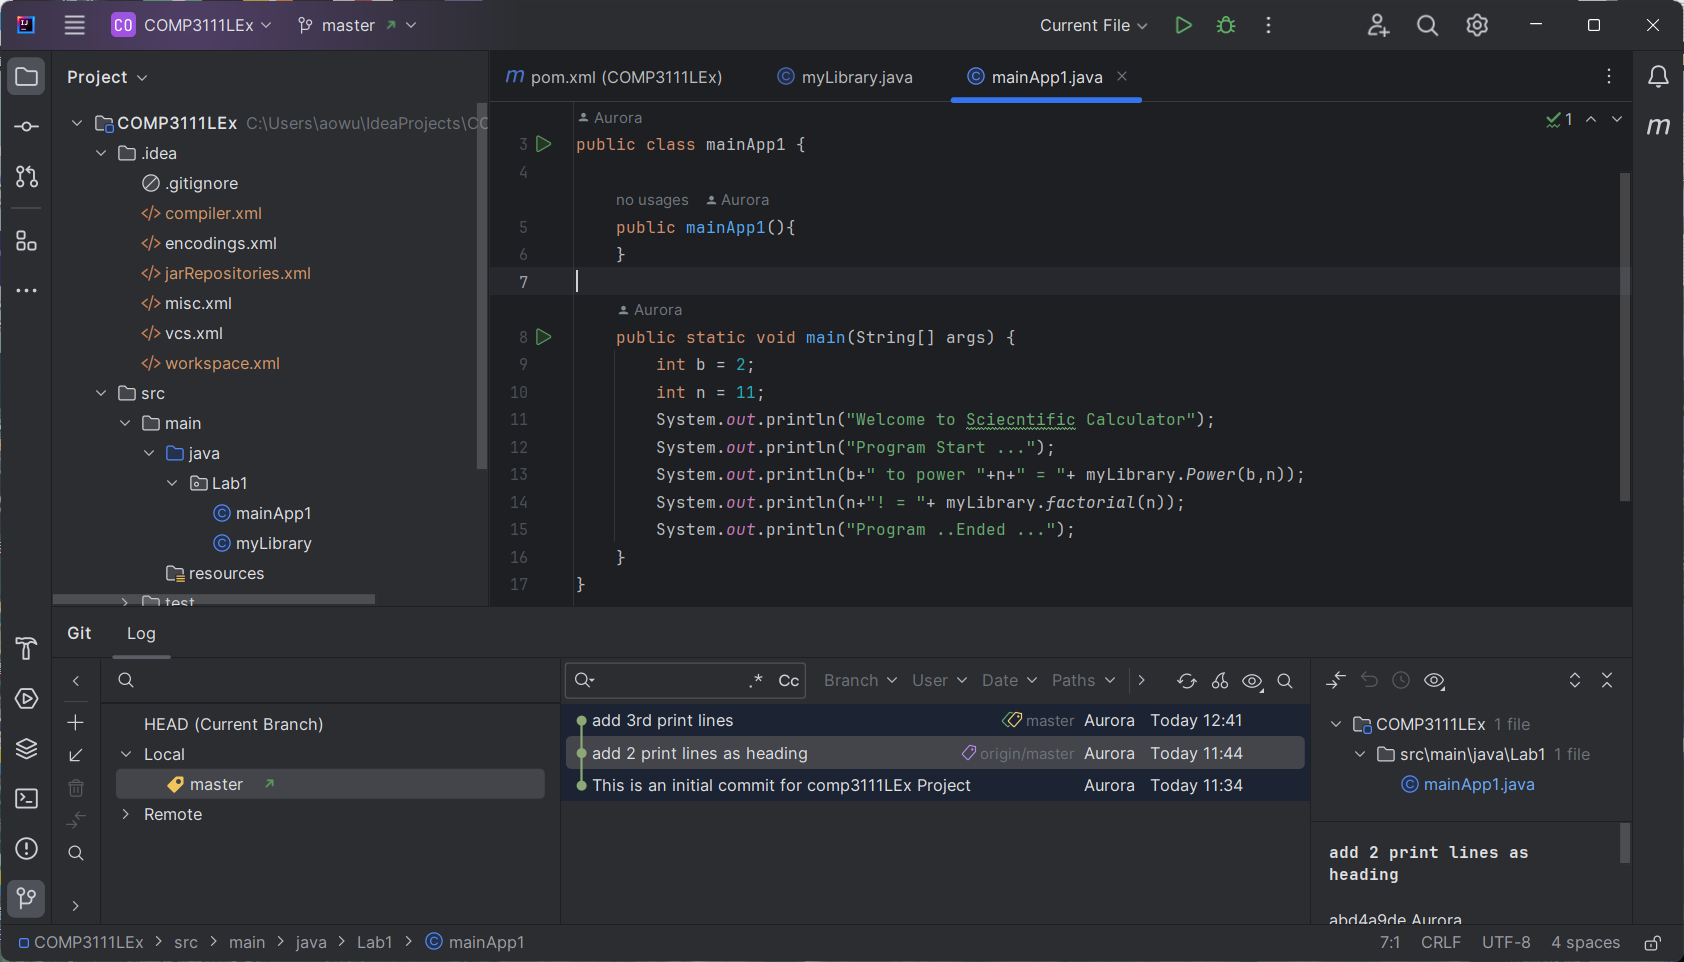 CO COMP3111LEx master Current File
Project
COMP3111LEx C:\Users\aowu\IdeaProjects\CO
.idea
.gitignore
compiler.xml
encodings.xml
jarRepositories.xml
misc.xml
vcs.xml
workspace.xml
src
main
java
Lab1
mainApp1
myLibrary
resources
test
m pom.xml (COMP3111LEx) myLibrary.java mainApp1.java
Aurora
1
3 public class mainApp1 {
4
no usages Aurora
5 public mainApp1(){
6 }
7
Aurora
8 public static void main(String[] args) {
9 int b = 2;
10 int n = 11;
11 System.out.println("Welcome to Sciecntific Calculator");
12 System.out.println("Program Start ...");
13 System.out.println(b+" to power "+n+" = "+ myLibrary.Power(b,n));
14 System.out.println(n+"! = "+ myLibrary.factorial(n));
15 System.out.println("Program ..Ended ...");
16 }
17 }
m
Git Log
HEAD (Current Branch)
Local
master
Remote
.* Cc Branch User Date Paths
add 3rd print lines master Aurora Today 12:41
add 2 print lines as heading origin/master Aurora Today 11:44
This is an initial commit for comp3111LEx Project Aurora Today 11:34
COMP3111LEx 1 file
src\main\java\Lab1 1 file
mainApp1.java
add 2 print lines as
heading
abd4a9de Aurora
COMP3111LEx > src > main > java > Lab1 > mainApp1 7:1 CRLF UTF-8 4 spaces